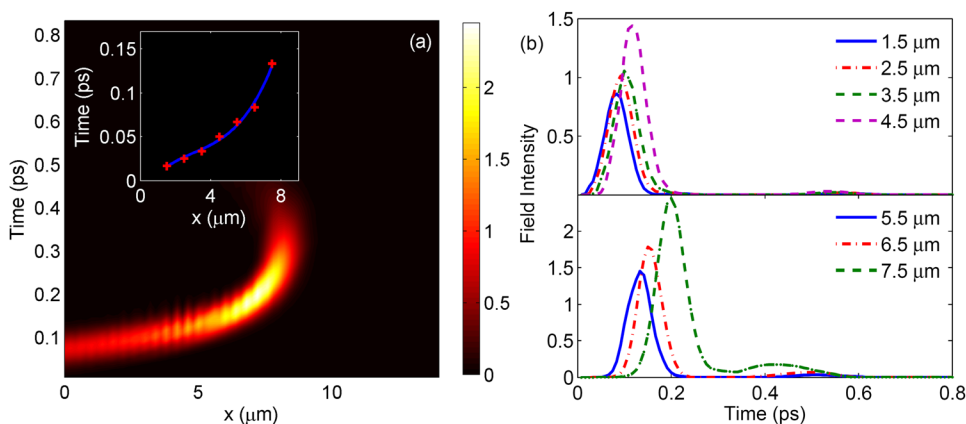 (a)
0.8
0.7
0.6
0.5
0.4
0.3
0.2
0.1
Time (ps)
0
5
10
x (μm)
0.15
0.10
0.05
0
Time (ps)
0
3
6
9
x (μm)
2
1.5
1
0.5
0
(b)
1.5 μm
2.5 μm
3.5 μm
4.5 μm
1
0.5
5.5 μm
6.5 μm
7.5 μm
2
1.5
1
0.5
0
Field Intensity
0
0.2
0.4
0.6
0.8
Time (ps)